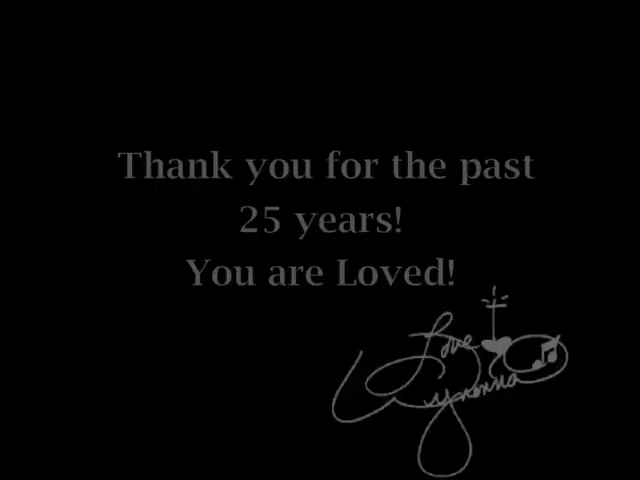 Thank you for the past
25 years!
You are Loved!
Love
Wynonna